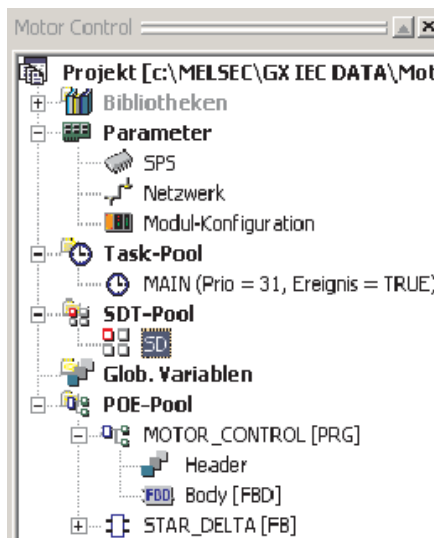 Motor Control
Projekt [c:\MELSEC\GX IEC DATA\Mot
Bibliotheken
Parameter
SPS
Netzwerk
Modul-Konfiguration
Task-Pool
MAIN (Prio = 31, Ereignis = TRUE)
SDT-Pool
SD
Glob. Variablen
POE-Pool
MOTOR_CONTROL [PRG]
Header
FBD Body [FBD]
STAR_DELTA [FB]